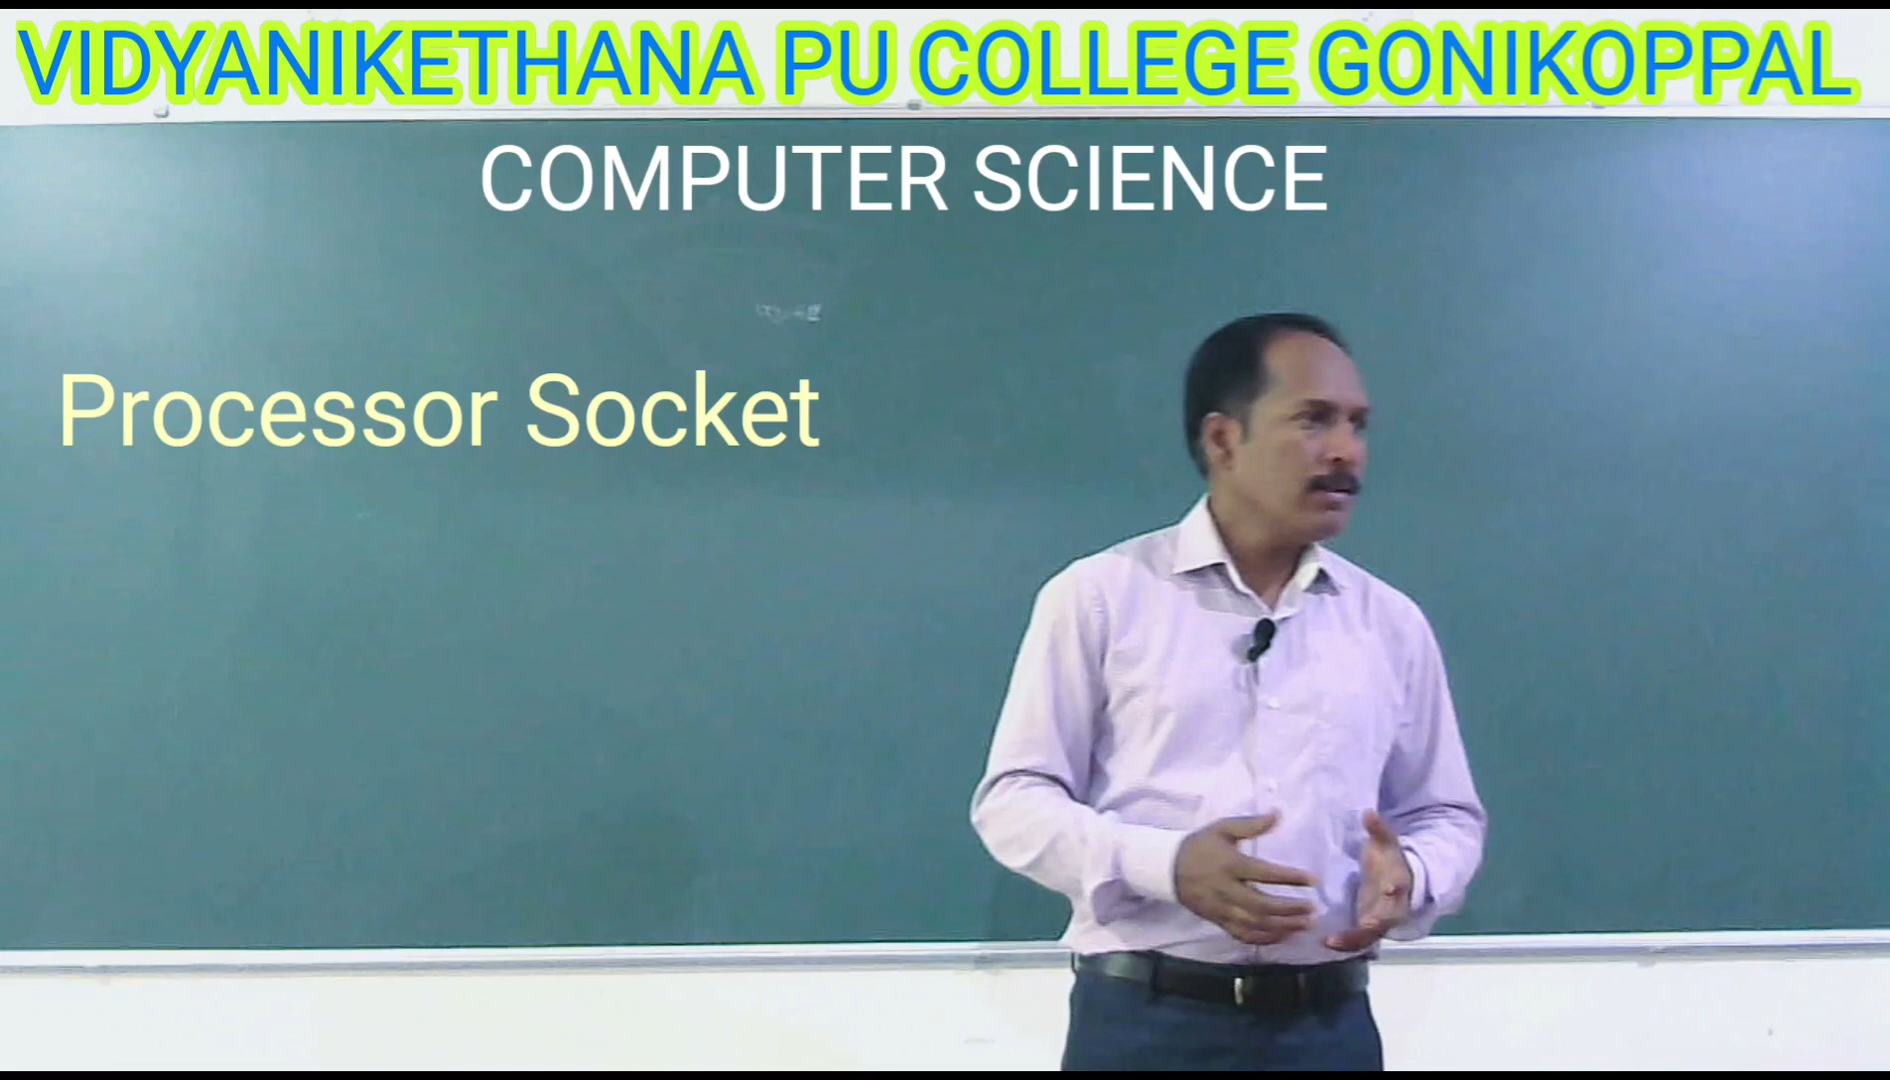 VIDYANIKETHANA PU COLLEGE GONIKOPPAL
COMPUTER SCIENCE
Processor Socket